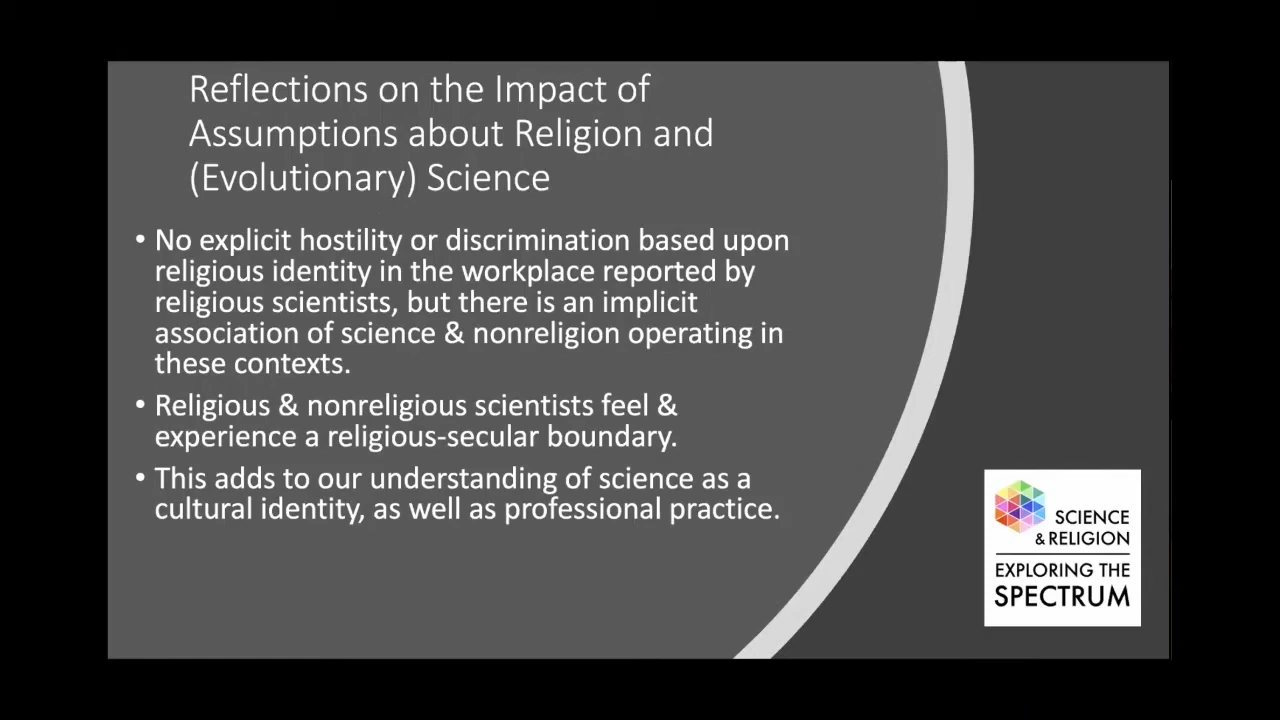 Reflections on the Impact of
Assumptions about Religion and
(Evolutionary) Science
• No explicit hostility or discrimination based upon
religious identity in the workplace reported by
religious scientists, but there is an implicit
association of science & nonreligion operating in
these contexts.
• Religious & nonreligious scientists feel &
experience a religious-secular boundary.
• This adds to our understanding of science as a
cultural identity, as well as professional practice.
SCIENCE
& RELIGION
EXPLORING THE
SPECTRUM